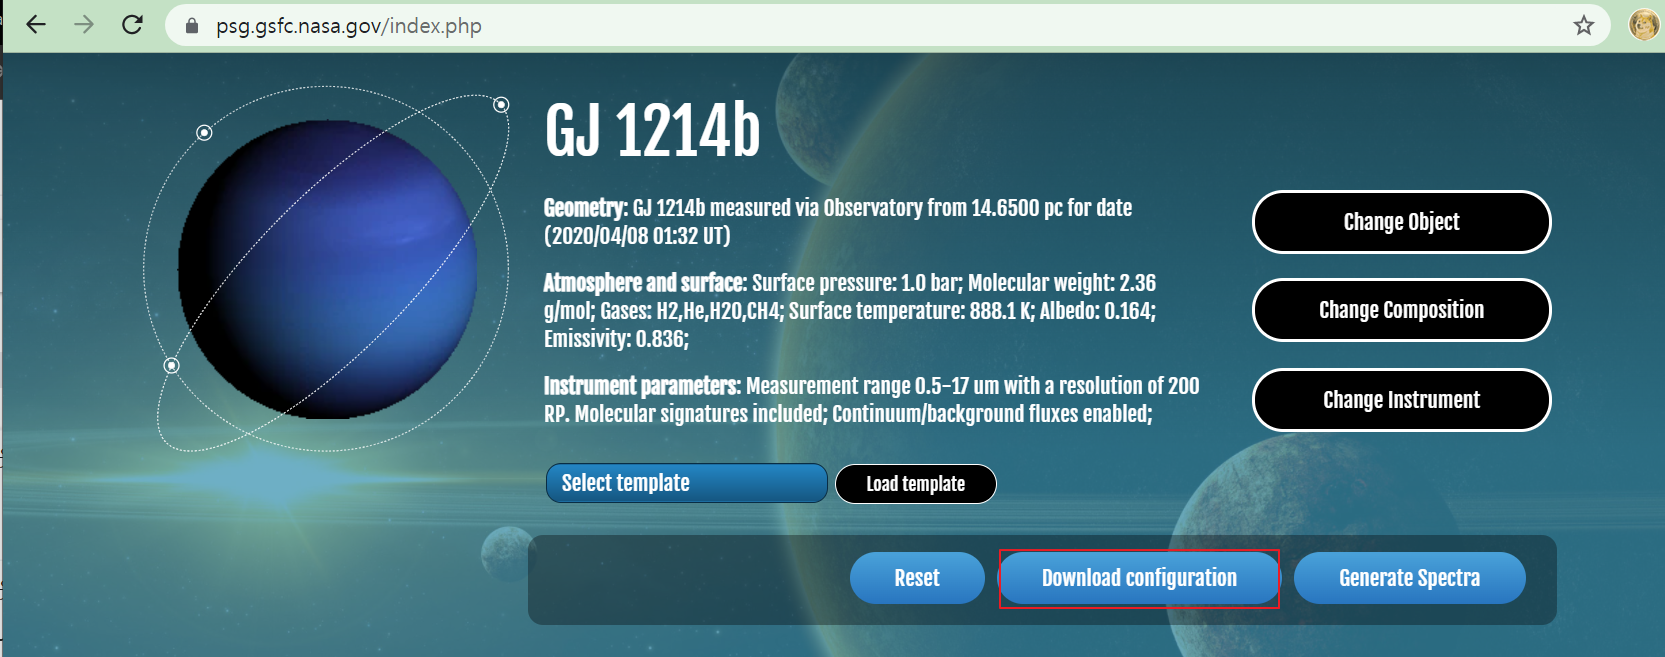 psg.gsfc.nasa.gov/index.php
GJ 1214b
Geometry: GJ 1214b measured via Observatory from 14.6500 pc for date
(2020/04/08 01:32 UT)
Atmosphere and surface: Surface pressure: 1.0 bar; Molecular weight: 2.36
g/mol; Gases: H2,He,H2O,CH4; Surface temperature: 888.1 K; Albedo: 0.164;
Emissivity: 0.836;
Instrument parameters: Measurement range 0.5-17 um with a resolution of 200
RP. Molecular signatures included; Continuum/background fluxes enabled;
Change Object
Change Composition
Change Instrument
Select template
Load template
Reset
Download configuration
Generate Spectra